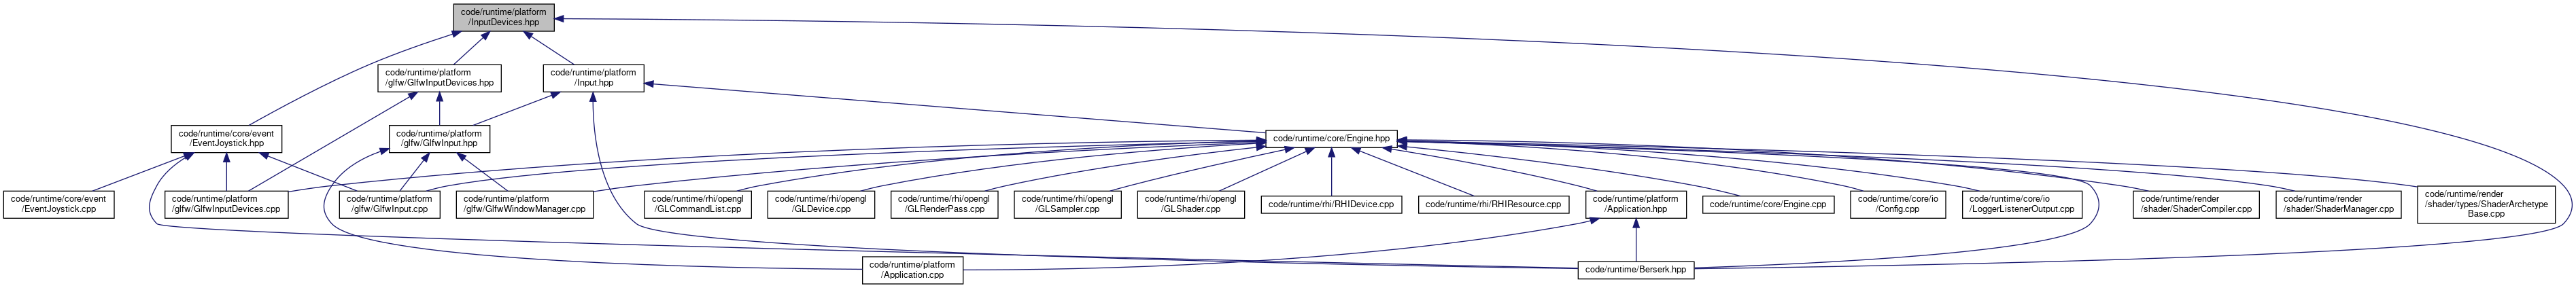 code/runtime/platform
/InputDevices.hpp
code/runtime/platform
/glfw/GlfwInputDevices.hpp
code/runtime/platform
/Input.hpp
code/runtime/core/event
/EventJoystick.hpp
code/runtime/platform
/glfw/GlfwInput.hpp
code/runtime/core/Engine.hpp
code/runtime/core/event
/EventJoystick.cpp
code/runtime/platform
/glfw/GlfwInputDevices.cpp
code/runtime/platform
/glfw/GlfwInput.cpp
code/runtime/platform
/glfw/GlfwWindowManager.cpp
code/runtime/rhi/opengl
/GLCommandList.cpp
code/runtime/rhi/opengl
/GLDevice.cpp
code/runtime/rhi/opengl
/GLRenderPass.cpp
code/runtime/rhi/opengl
/GLSampler.cpp
code/runtime/rhi/opengl
/GLShader.cpp
code/runtime/rhi/RHIDevice.cpp
code/runtime/rhi/RHIResource.cpp
code/runtime/platform
/Application.hpp
code/runtime/core/Engine.cpp
code/runtime/core/io
/Config.cpp
code/runtime/core/io
/LoggerListenerOutput.cpp
code/runtime/render
/shader/ShaderCompiler.cpp
code/runtime/render
/shader/ShaderManager.cpp
code/runtime/render
/shader/types/ShaderArchetype
Base.cpp
code/runtime/platform
/Application.cpp
code/runtime/Berserk.hpp